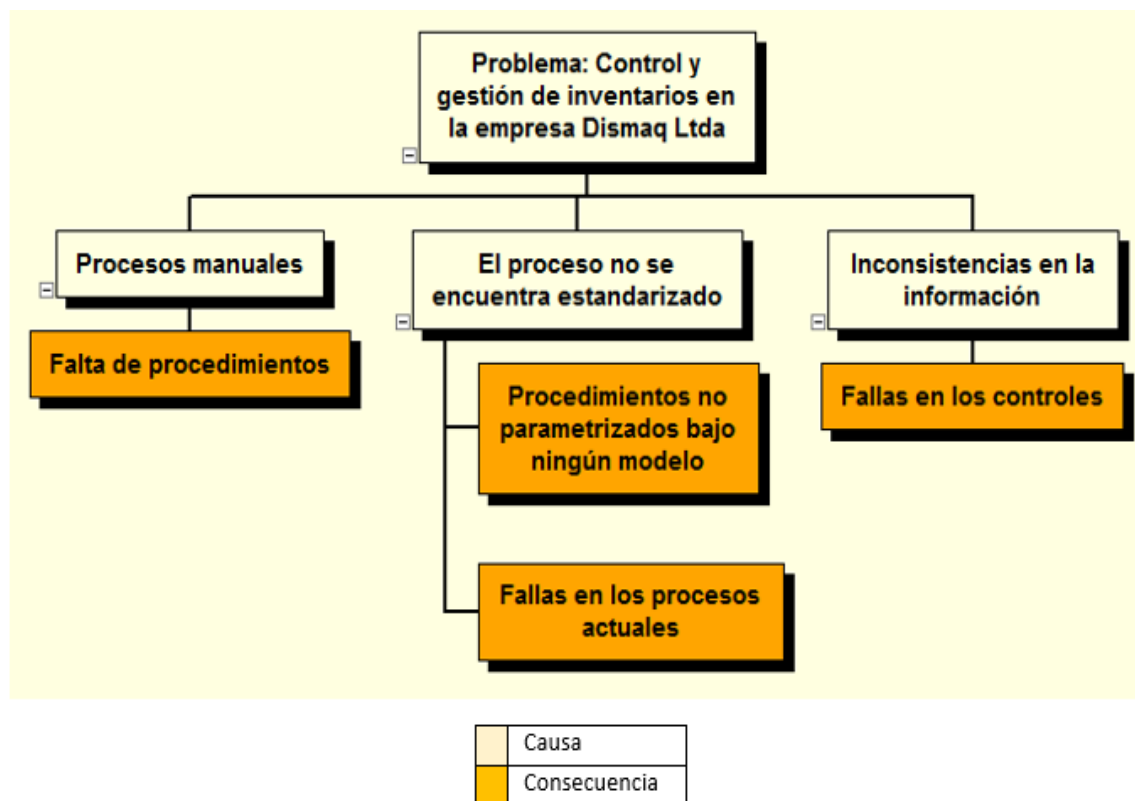 Problema: Control y
gestión de inventarios en
la empresa Dismaq Ltda
Procesos manuales
El proceso no se
encuentra estandarizado
Inconsistencias en la
información
Falta de procedimientos
Procedimientos no
parametrizados bajo
ningún modelo
Fallas en los controles
Fallas en los procesos
actuales
Causa
Consecuencia